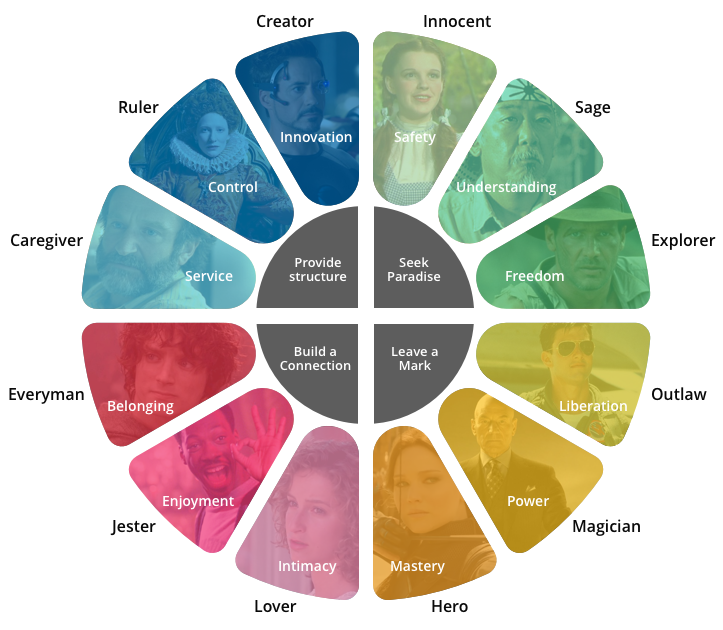 Creator
Innocent
Ruler
Sage
Innovation
Safety
Control
Understanding
Caregiver
Explorer
Service
Provide
structure
Seek
Paradise
Freedom
Build a
Connection
Leave a
Mark
Everyman
Belonging
Liberation
Outlaw
Enjoyment
Power
Jester
Magician
Intimacy
Mastery
Lover
Hero